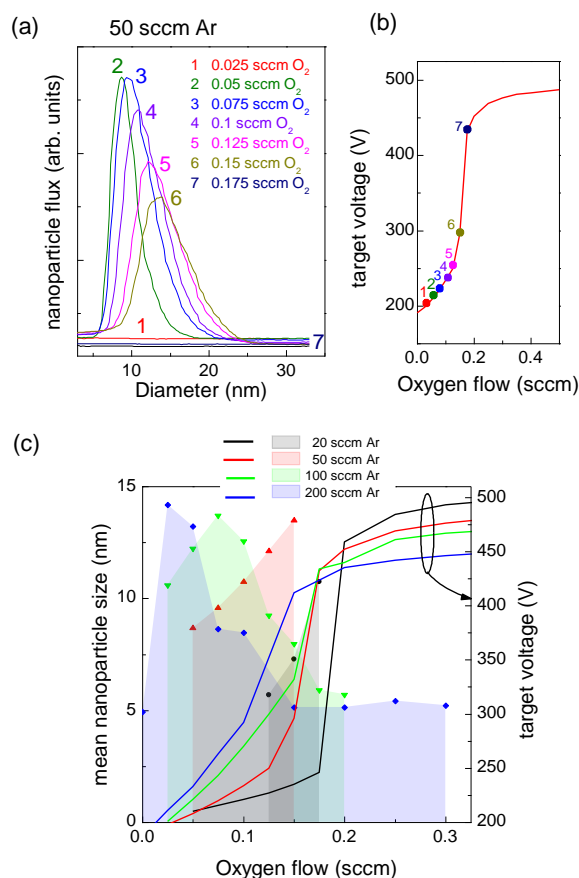 (a)
50 sccm Ar
2
3
4
5
6
1
7
1 0.025 sccm O2
2 0.05 sccm O2
3 0.075 sccm O2
4 0.1 sccm O2
5 0.125 sccm O2
6 0.15 sccm O2
7 0.175 sccm O2
nanoparticle flux (arb. units)
10 20 30
Diameter (nm)
(b)
500
400
300
200
target voltage (V)
7
6
5
4
3
2
1
0.0 0.2 0.4
Oxygen flow (sccm)
(c)
20 sccm Ar
50 sccm Ar
100 sccm Ar
200 sccm Ar
15
10
5
0
mean nanoparticle size (nm)
500
450
400
350
300
250
200
target voltage (V)
0.0 0.1 0.2 0.3
Oxygen flow (sccm)